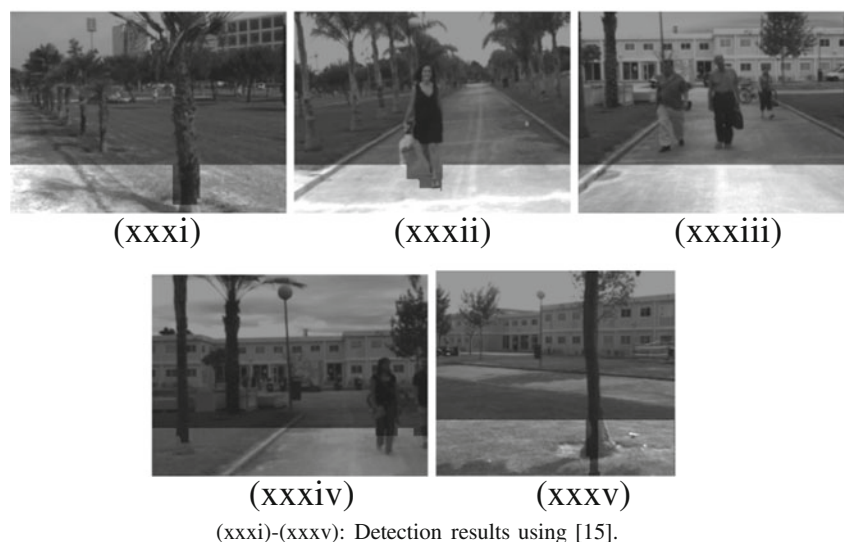 (xxxi) (xxxii) (xxxiii)
(xxxiv) (xxxv)
(xxxi)-(xxxv): Detection results using [15].